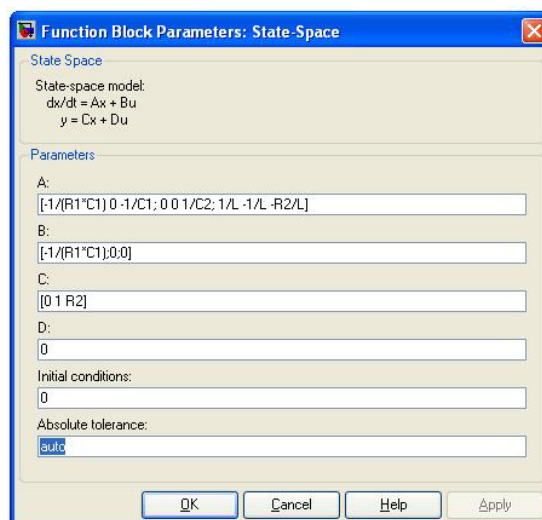 Function Block Parameters: State-Space
State Space
State-space model:
dx/dt = Ax + Bu
y = Cx + Du
Parameters
A:
[-1/(R1*C1) 0 -1/C1; 0 0 1/C2; 1/L -1/L -R2/L]
B:
[-1/(R1*C1);0;0]
C:
[0 1 R2]
D:
0
Initial conditions:
0
Absolute tolerance:
auto
OK Cancel Help Apply